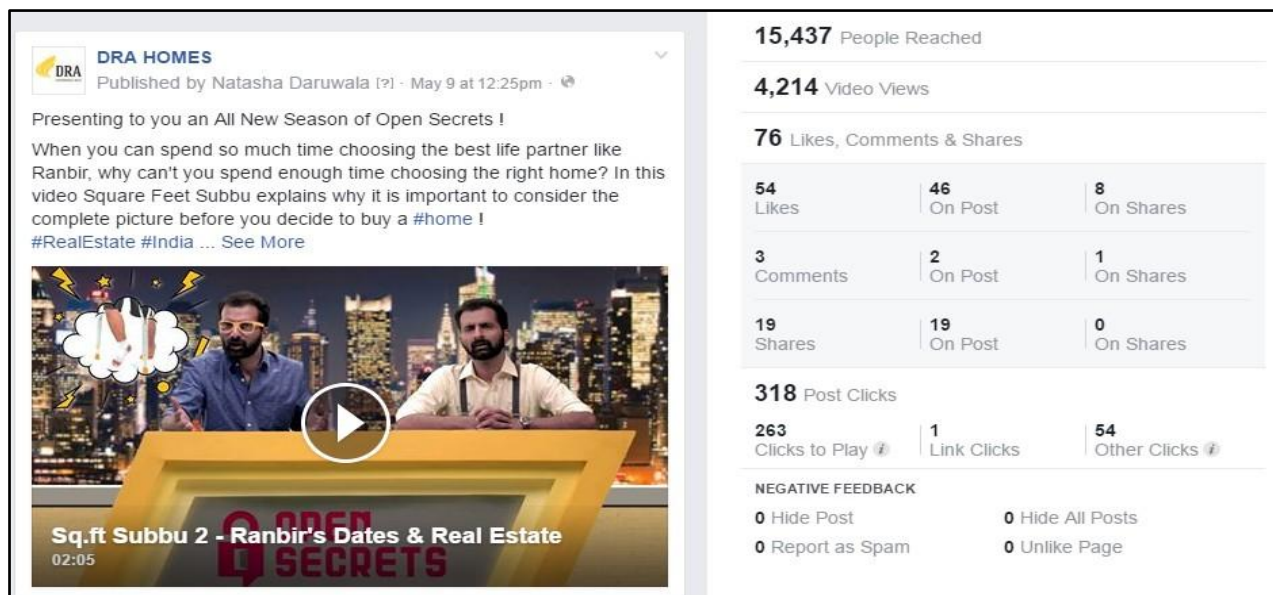 DRA
DRA HOMES
Published by Natasha Daruwala [?] · May 9 at 12:25pm ·
Presenting to you an All New Season of Open Secrets !
When you can spend so much time choosing the best life partner like
Ranbir, why can't you spend enough time choosing the right home? In this
video Square Feet Subbu explains why it is important to consider the
complete picture before you decide to buy a #home !
#RealEstate #India ... See More
OPEN
Sq.ft Subbu 2 - Ranbir's Dates & Real Estate
02:05
SECRETS
15,437 People Reached
4,214 Video Views
76 Likes, Comments & Shares
54 46 8
Likes On Post On Shares
3 2 1
Comments On Post On Shares
19 19 0
Shares On Post On Shares
318 Post Clicks
263 1 54
Clicks to Play i Link Clicks Other Clicks i
NEGATIVE FEEDBACK
0 Hide Post 0 Hide All Posts
0 Report as Spam 0 Unlike Page